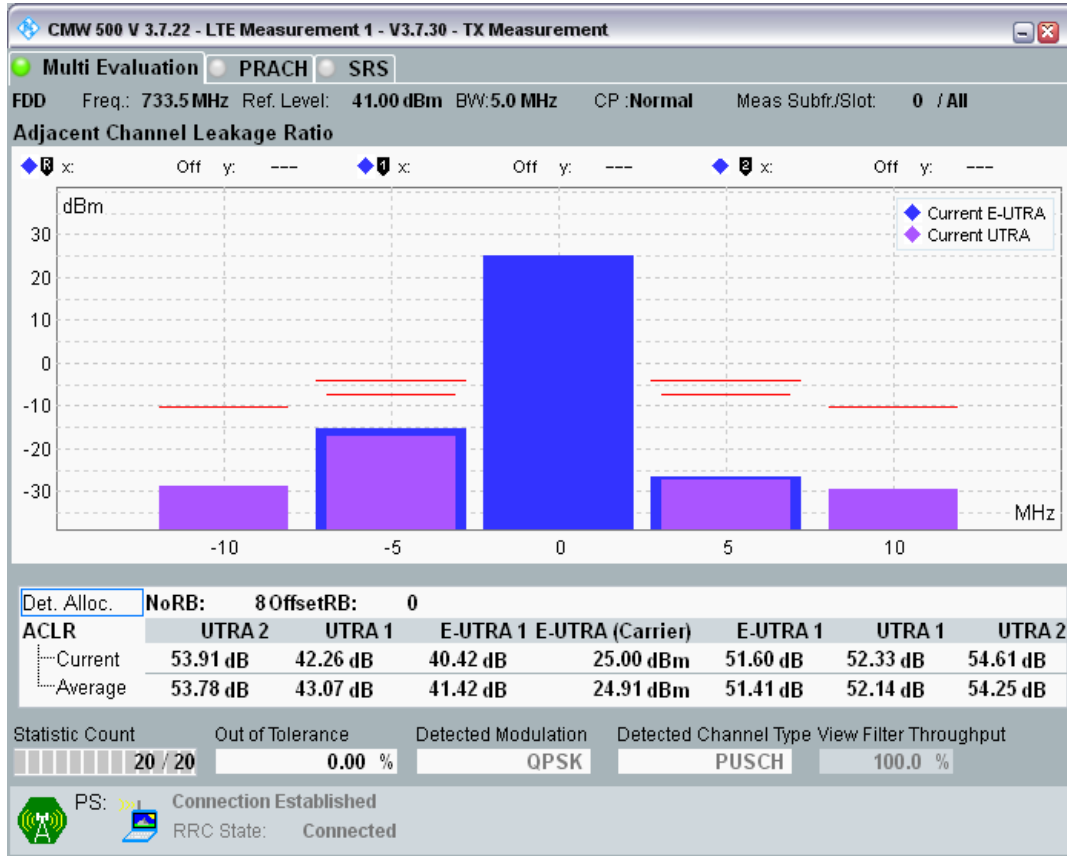 CMW 500 V 3.7.22 - LTE Measurement 1 - V3.7.30 - TX Measurement
Multi Evaluation PRACH SRS
FDD Freq.: 733.5 MHz Ref. Level: 41.00 dBm BW: 5.0 MHz CP : Normal Meas Subfr./Slot: 0 / All
Adjacent Channel Leakage Ratio
R x: Off y: --- 1 x: Off y: --- 2 x: Off y: ---
dBm
Current E-UTRA
Current UTRA
30
20
10
0
-10
-20
-30
MHz
-10 -5 0 5 10
Det. Alloc. NoRB: 8 OffsetRB: 0
ACLR UTRA 2 UTRA 1 E-UTRA 1 E-UTRA (Carrier) E-UTRA 1 UTRA 1 UTRA 2
Current 53.91 dB 42.26 dB 40.42 dB 25.00 dBm 51.60 dB 52.33 dB 54.61 dB
Average 53.78 dB 43.07 dB 41.42 dB 24.91 dBm 51.41 dB 52.14 dB 54.25 dB
Statistic Count Out of Tolerance Detected Modulation Detected Channel Type View Filter Throughput
20 / 20 0.00 % QPSK PUSCH 100.0 %
PS: Connection Established
RRC State: Connected